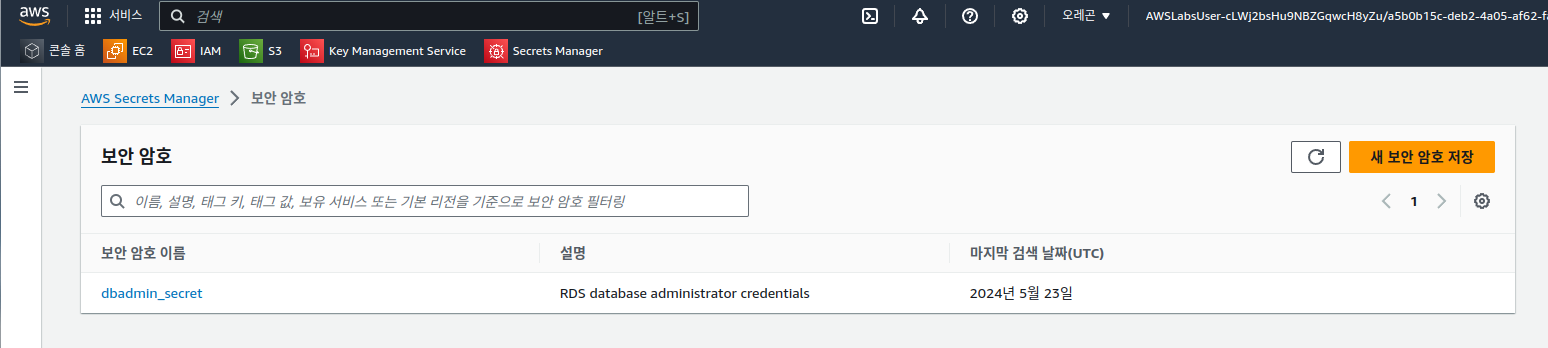 aws 서비스 검색 [알트+S] 오레곤 AWSLabsUser-cLWj2bsHu9NBZGqwcH8yZu/a5b0b15c-deb2-4a05-af62-f
콘솔 홈 EC2 IAM S3 Key Management Service Secrets Manager
AWS Secrets Manager 보안 암호
보안 암호
새 보안 암호 저장
이름, 설명, 태그 키, 태그 값, 보유 서비스 또는 기본 리전을 기준으로 보안 암호 필터링
1
보안 암호 이름 설명 마지막 검색 날짜(UTC)
dbadmin_secret RDS database administrator credentials 2024년 5월 23일